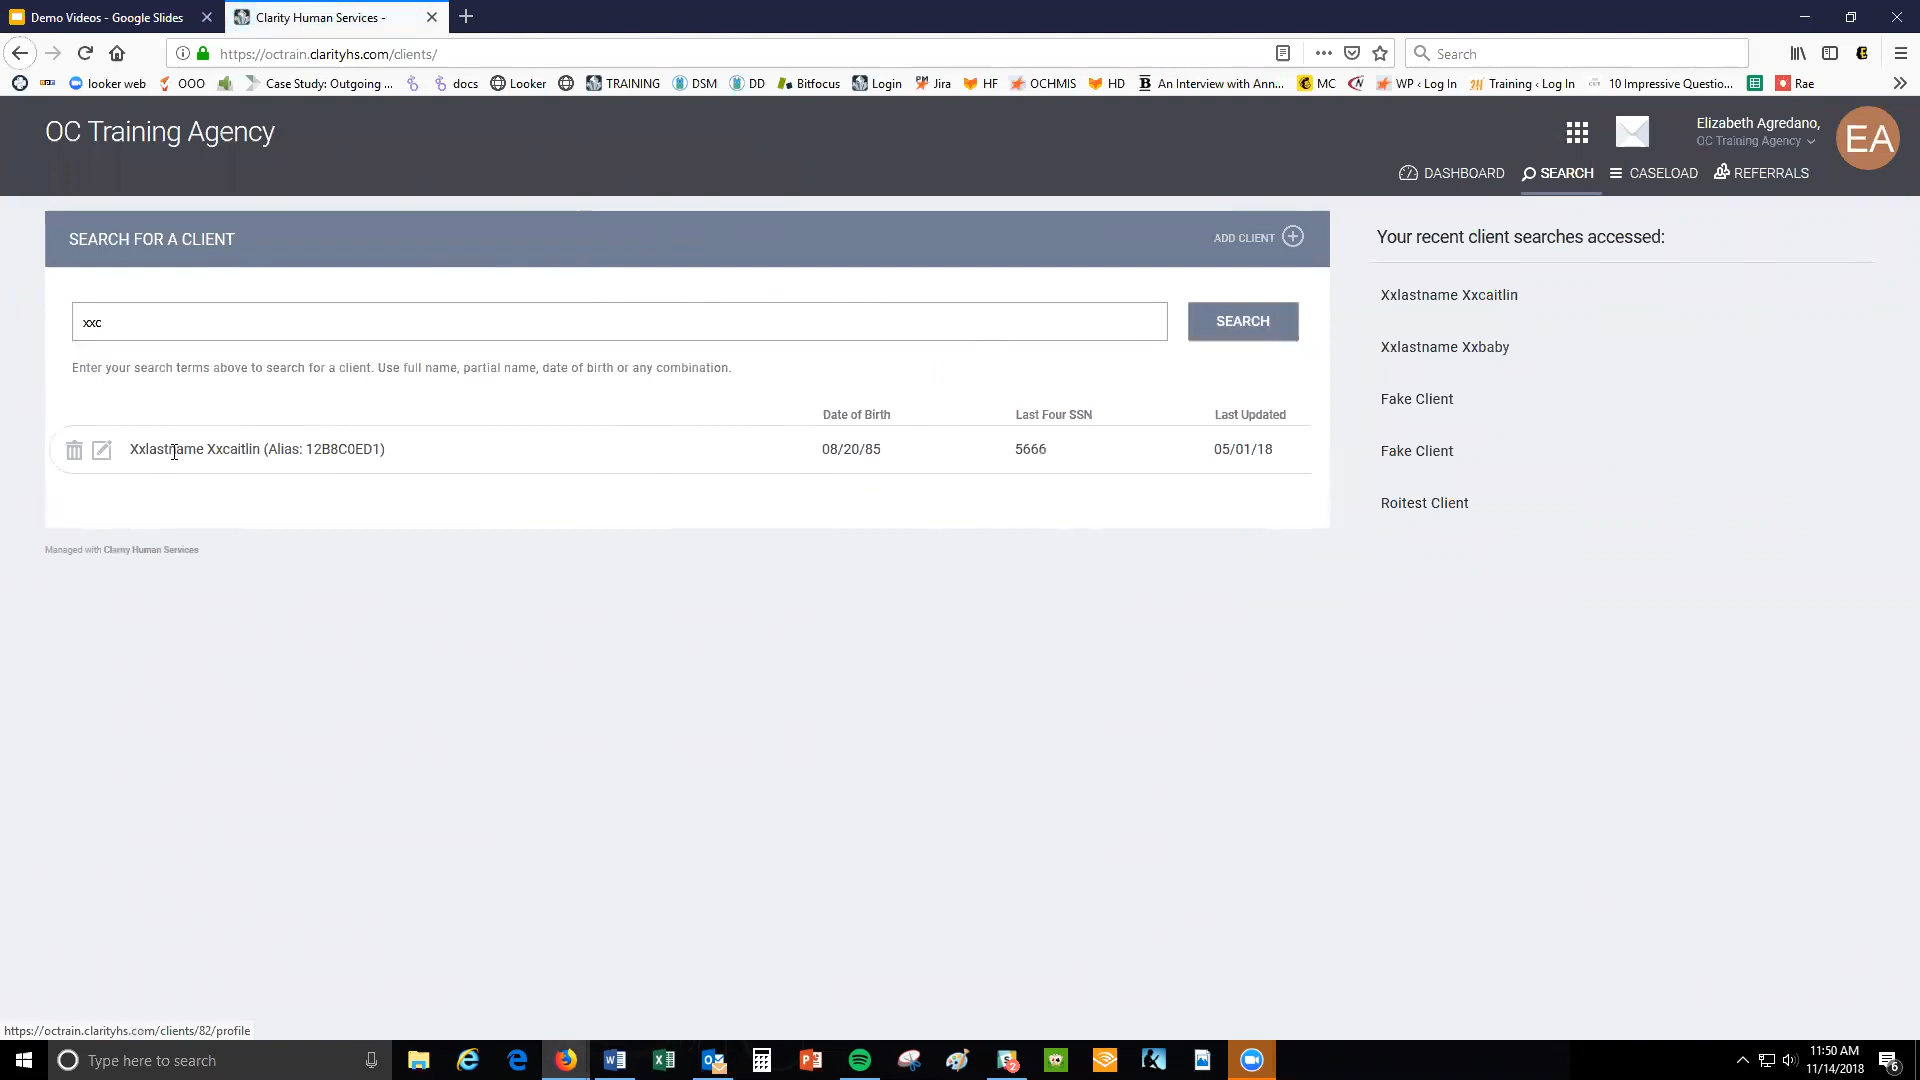 Demo Videos - Google Slides
Clarity Human Services -
https://octrain.clarityhs.com/clients/
Search
looker web
OOO
Case Study: Outgoing ...
docs
Looker
TRAINING
DSM
DD
Bitfocus
Login
Jira
HF
OCHMIS
HD
An Interview with Ann...
MC
WP ‹ Log In
Training ‹ Log In
10 Impressive Questio...
Rae
OC Training Agency
Elizabeth Agredano,
OC Training Agency
EA
DASHBOARD
SEARCH
CASELOAD
REFERRALS
SEARCH FOR A CLIENT
ADD CLIENT
xxc
SEARCH
Enter your search terms above to search for a client. Use full name, partial name, date of birth or any combination.
Date of Birth Last Four SSN Last Updated
Xxlastname Xxcaitlin (Alias: 12B8C0ED1) 08/20/85 5666 05/01/18
Managed with Clarity Human Services
Your recent client searches accessed:
Xxlastname Xxcaitlin
Xxlastname Xxbaby
Fake Client
Fake Client
Roitest Client
https://octrain.clarityhs.com/clients/82/profile
Type here to search
11:50 AM
11/14/2018